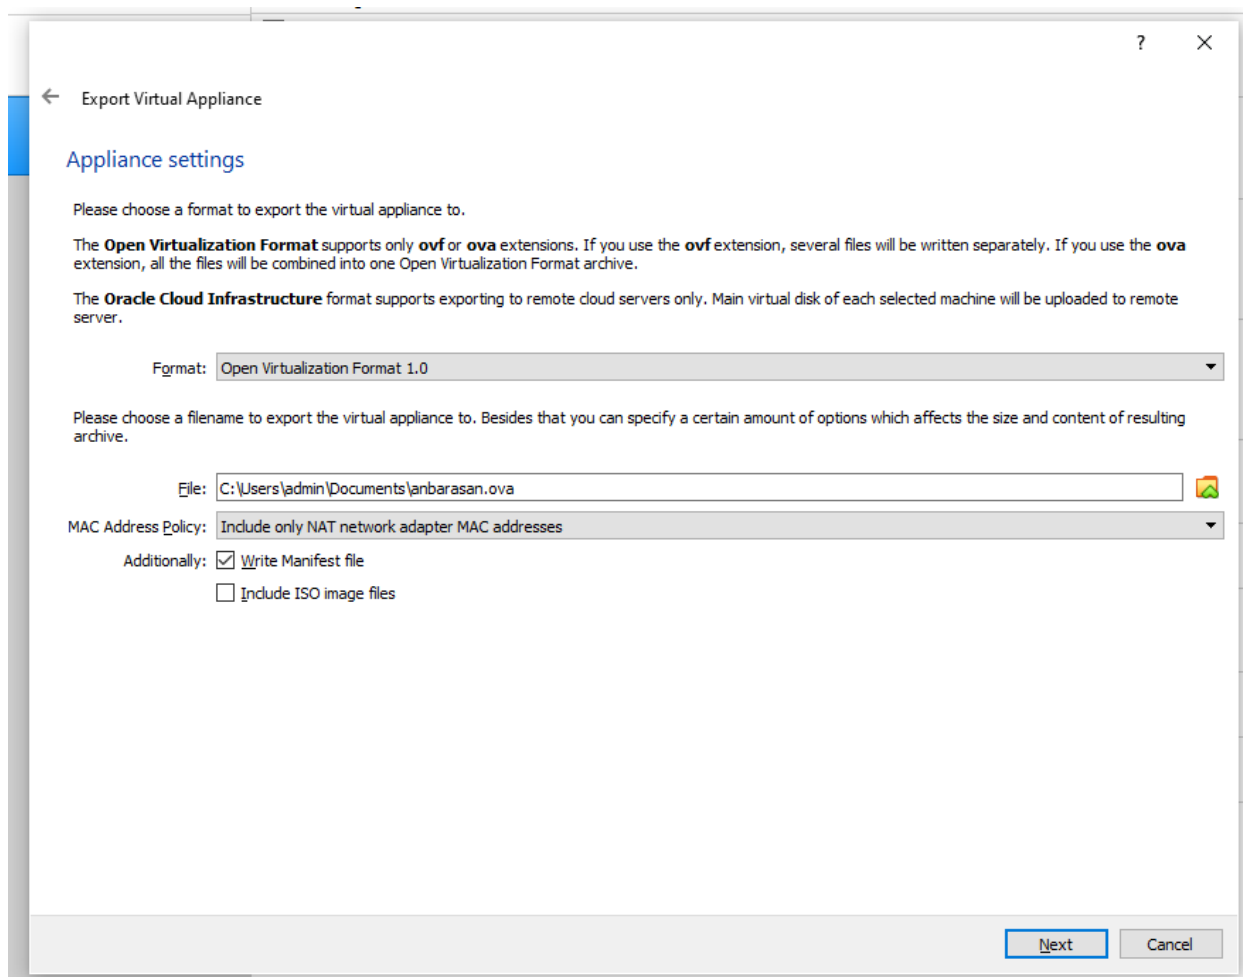 ?
Export Virtual Appliance
Appliance settings
Please choose a format to export the virtual appliance to.
The Open Virtualization Format supports only ovf or ova extensions. If you use the ovf extension, several files will be written separately. If you use the ova
extension, all the files will be combined into one Open Virtualization Format archive.
The Oracle Cloud Infrastructure format supports exporting to remote cloud servers only. Main virtual disk of each selected machine will be uploaded to remote
server.
Format: Open Virtualization Format 1.0
Please choose a filename to export the virtual appliance to. Besides that you can specify a certain amount of options which affects the size and content of resulting
archive.
File: C:\Users\admin\Documents\anbarasan.ova
MAC Address Policy: Include only NAT network adapter MAC addresses
Additionally: Write Manifest file
Include ISO image files
Next Cancel